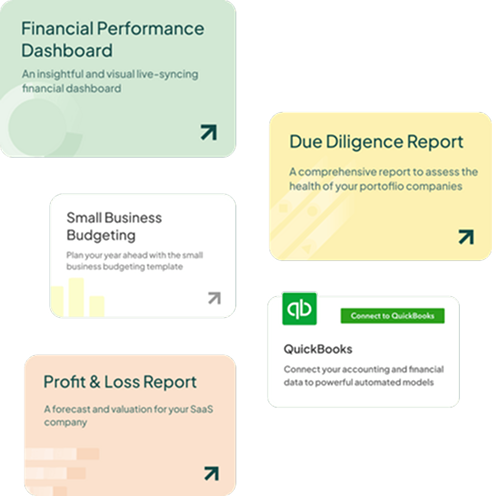 Financial Performance
Dashboard
An insightful and visual live-syncing
financial dashboard
Due Diligence Report
A comprehensive report to assess the
health of your portoflio companies
Small Business
Budgeting
Plan your year ahead with the small
business budgeting template
qb
Connect to QuickBooks
QuickBooks
Connect your accounting and financial
data to powerful automated models
Profit & Loss Report
A forecast and valuation for your SaaS
company